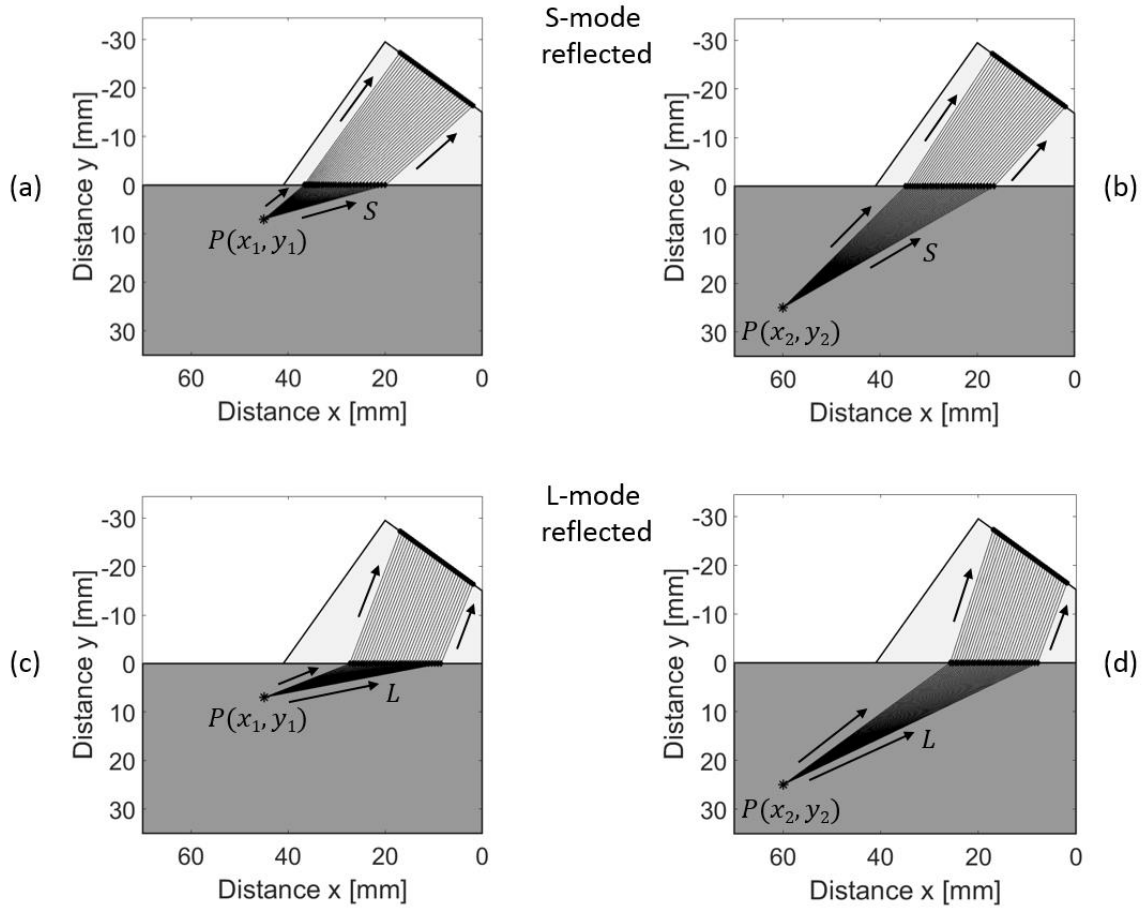 S-mode
reflected
(a)
Distance y [mm]
-30
-20
-10
0
10
20
30
S
P(x₁, y₁)
60
40
20
0
Distance x [mm]
(b)
Distance y [mm]
-30
-20
-10
0
10
20
30
S
P(x₂, y₂)
60
40
20
0
Distance x [mm]
L-mode
reflected
(c)
Distance y [mm]
-30
-20
-10
0
10
20
30
L
P(x₁, y₁)
60
40
20
0
Distance x [mm]
(d)
Distance y [mm]
-30
-20
-10
0
10
20
30
L
P(x₂, y₂)
60
40
20
0
Distance x [mm]